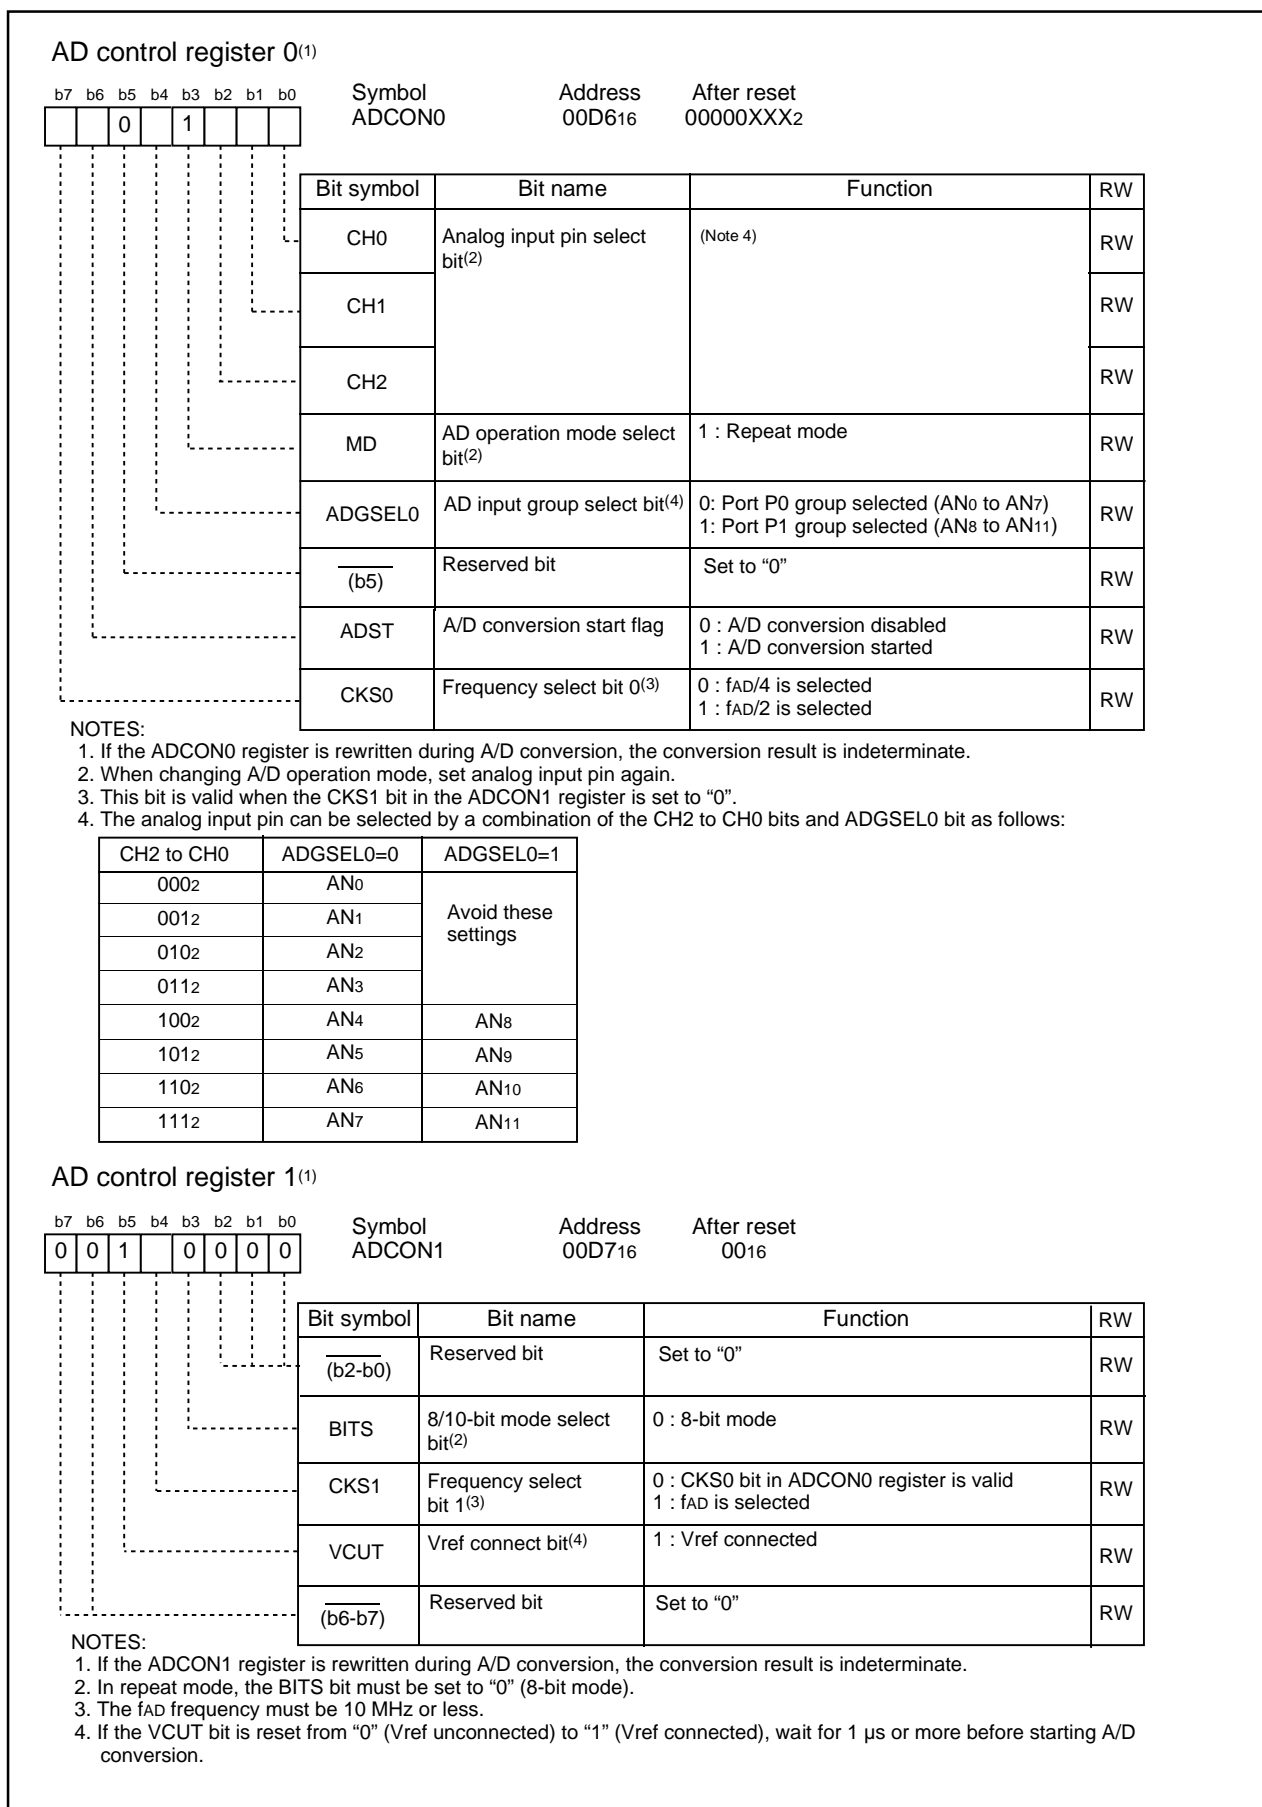 AD control register 0(1)
b7 b6 b5 b4 b3 b2 b1 b0
Symbol Address After reset
0 1
ADCON0 00D616 00000XXX2
Bit symbol Bit name Function RW
CH0 Analog input pin select bit(2) (Note 4) RW
CH1 RW
CH2 RW
MD AD operation mode select bit(2) 1 : Repeat mode RW
ADGSEL0 AD input group select bit(4) 0: Port P0 group selected (AN0 to AN7)
1: Port P1 group selected (AN8 to AN11) RW
(b5) Reserved bit Set to “0” RW
ADST A/D conversion start flag 0 : A/D conversion disabled
1 : A/D conversion started RW
CKS0 Frequency select bit 0(3) 0 : fAD/4 is selected
1 : fAD/2 is selected RW
NOTES:
1. If the ADCON0 register is rewritten during A/D conversion, the conversion result is indeterminate.
2. When changing A/D operation mode, set analog input pin again.
3. This bit is valid when the CKS1 bit in the ADCON1 register is set to “0”.
4. The analog input pin can be selected by a combination of the CH2 to CH0 bits and ADGSEL0 bit as follows:
CH2 to CH0 ADGSEL0=0 ADGSEL0=1
0002 AN0
0012 AN1 Avoid these
settings
0102 AN2
0112 AN3
1002 AN4 AN8
1012 AN5 AN9
1102 AN6 AN10
1112 AN7 AN11
AD control register 1(1)
b7 b6 b5 b4 b3 b2 b1 b0
Symbol Address After reset
0 0 1 0 0 0 0
ADCON1 00D716 0016
Bit symbol Bit name Function RW
(b2-b0) Reserved bit Set to “0” RW
BITS 8/10-bit mode select bit(2) 0 : 8-bit mode RW
CKS1 Frequency select bit 1(3) 0 : CKS0 bit in ADCON0 register is valid
1 : fAD is selected RW
VCUT Vref connect bit(4) 1 : Vref connected RW
(b6-b7) Reserved bit Set to “0” RW
NOTES:
1. If the ADCON1 register is rewritten during A/D conversion, the conversion result is indeterminate.
2. In repeat mode, the BITS bit must be set to “0” (8-bit mode).
3. The fAD frequency must be 10 MHz or less.
4. If the VCUT bit is reset from “0” (Vref unconnected) to “1” (Vref connected), wait for 1 µs or more before starting A/D
conversion.